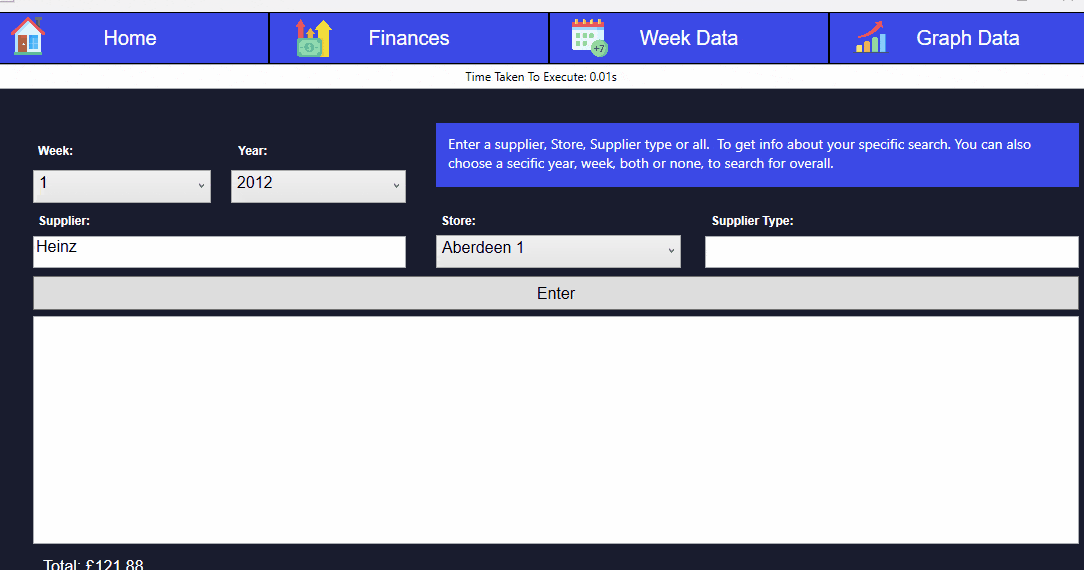 Home Finances Week Data Graph Data
Time Taken To Execute: 0.01s
Enter a supplier, Store, Supplier type or all. To get info about your specific search. You can also
choose a secific year, week, both or none, to search for overall.
Week: Year:
1 2012
Supplier: Store: Supplier Type:
Heinz Aberdeen 1
Enter
Total: £121.88